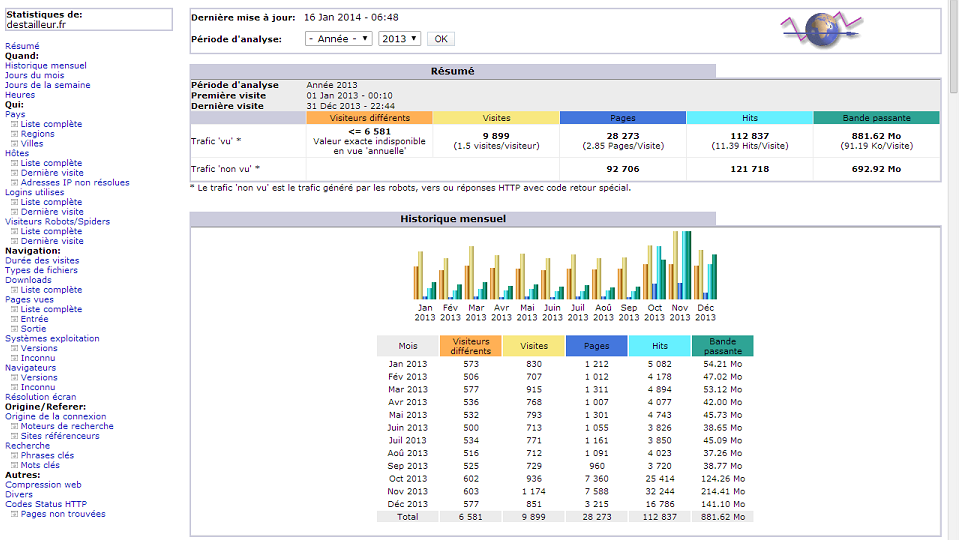 Statistiques de:
destailleur.fr
Résumé
Quand:
Historique mensuel
Jours du mois
Jours de la semaine
Heures
Qui:
Pays
Liste complète
Regions
Villes
Hôtes
Liste complète
Dernière visite
Adresses IP non résolues
Logins utilises
Liste complète
Dernière visite
Visiteurs Robots/Spiders
Liste complète
Dernière visite
Navigation:
Durée des visites
Types de fichiers
Downloads
Liste complète
Pages vues
Liste complète
Entrée
Sortie
Systèmes exploitation
Versions
Inconnu
Navigateurs
Versions
Inconnu
Résolution écran
Origine/Referer:
Origine de la connexion
Moteurs de recherche
Sites référenceurs
Recherche
Phrases clés
Mots clés
Autres:
Compression web
Divers
Codes Status HTTP
Pages non trouvées
Dernière mise à jour: 16 Jan 2014 - 06:48
Période d'analyse: - Année - 2013 OK
Résumé
Période d'analyse Année 2013
Première visite 01 Jan 2013 - 00:10
Dernière visite 31 Déc 2013 - 22:44
Visiteurs différents Visites Pages Hits Bande passante
Trafic 'vu' * <= 6 581 9 899 28 273 112 837 881.62 Mo
Valeur exacte indisponible (1.5 visites/visiteur) (2.85 Pages/Visite) (11.39 Hits/Visite) (91.19 Ko/Visite)
en vue 'annuelle'
Trafic 'non vu' * 92 706 121 718 692.92 Mo
* Le trafic 'non vu' est le trafic généré par les robots, vers ou réponses HTTP avec code retour spécial.
Historique mensuel
Jan Fév Mar Avr Mai Juin Juil Aoû Sep Oct Nov Déc
2013 2013 2013 2013 2013 2013 2013 2013 2013 2013 2013 2013
Mois Visiteurs différents Visites Pages Hits Bande passante
Jan 2013 573 830 1 212 5 082 54.21 Mo
Fév 2013 506 707 1 012 4 178 47.02 Mo
Mar 2013 577 915 1 311 4 894 53.12 Mo
Avr 2013 536 768 1 007 4 077 42.00 Mo
Mai 2013 532 793 1 301 4 743 45.73 Mo
Juin 2013 500 713 1 055 3 826 38.65 Mo
Juil 2013 534 771 1 161 3 850 45.09 Mo
Aoû 2013 516 712 1 091 4 023 37.26 Mo
Sep 2013 525 729 960 3 720 38.77 Mo
Oct 2013 602 936 7 360 25 414 124.26 Mo
Nov 2013 603 1 174 7 588 32 244 214.41 Mo
Déc 2013 577 851 3 215 16 786 141.10 Mo
Total 6 581 9 899 28 273 112 837 881.62 Mo